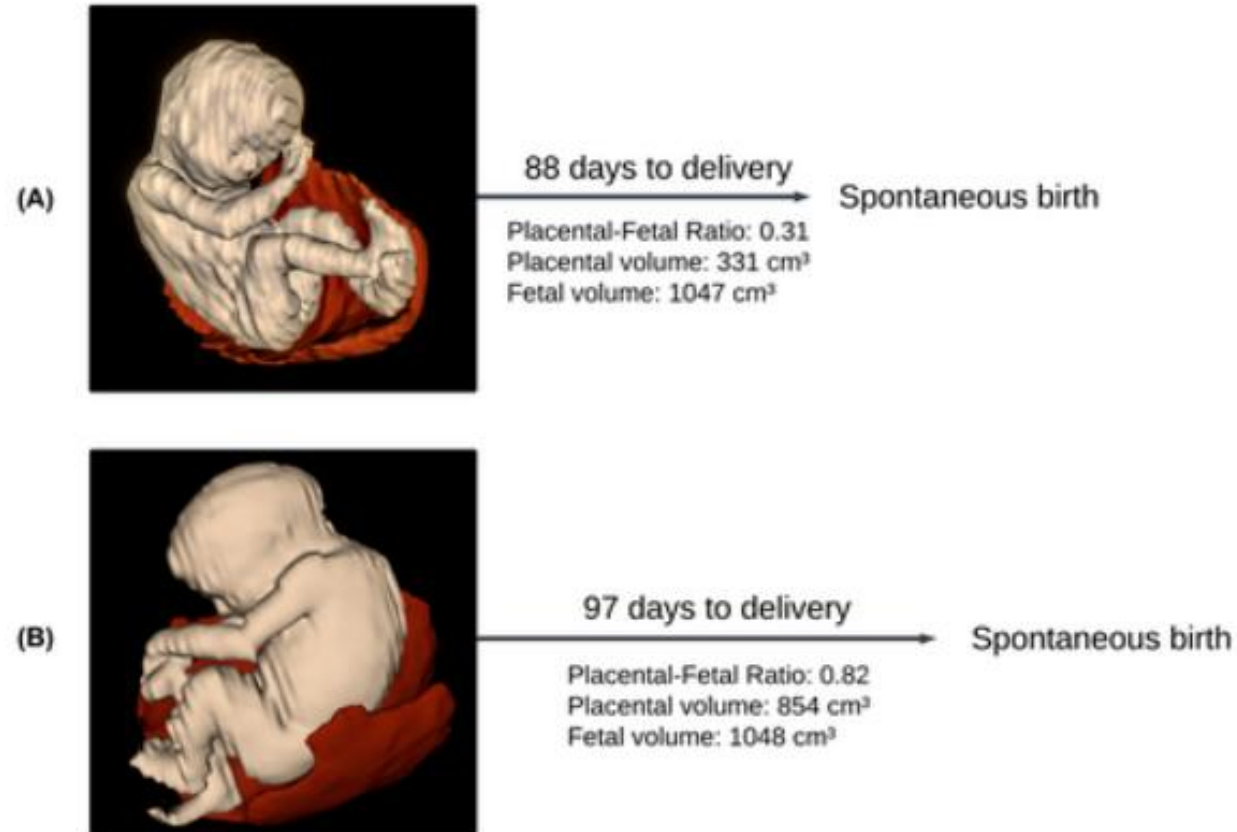 (A)
88 days to delivery
Spontaneous birth
Placental-Fetal Ratio: 0.31
Placental volume: 331 cm³
Fetal volume: 1047 cm³
(B)
97 days to delivery
Spontaneous birth
Placental-Fetal Ratio: 0.82
Placental volume: 854 cm³
Fetal volume: 1048 cm³